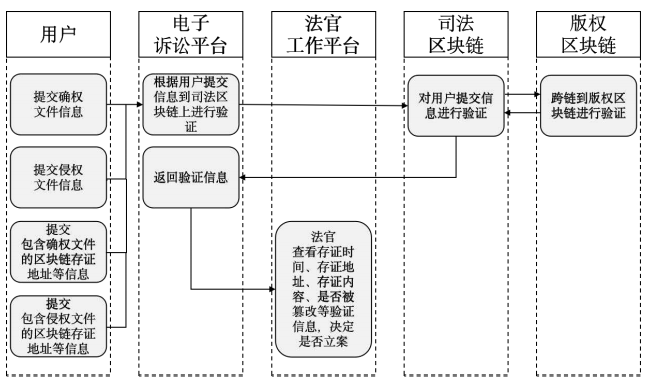 用户
电子
诉讼平台
法官
工作平台
司法
区块链
版权
区块链
提交确权
文件信息
提交侵权
文件信息
提交
包含确权文件
的区块链存证
地址等信息
提交
包含侵权文件
的区块链存证
地址等信息
根据用户提交
信息到司法区
块链上进行验
证
返回验证信息
法官
查看存证时
间、存证地
址、存证内
容、是否被
篡改等验证
信息，决定
是否立案
对用户提交信
息进行验证
跨链到版权区
块链进行验证